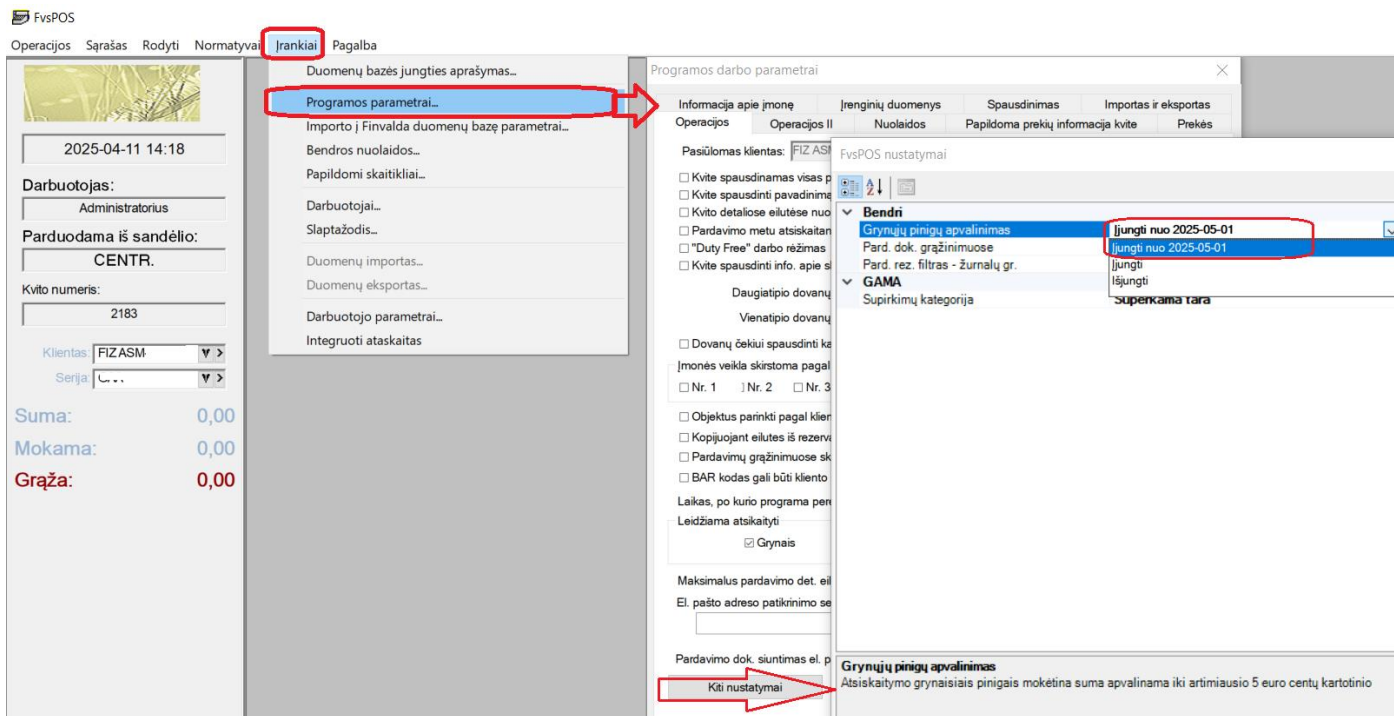 FvsPOS
Operacijos Sąrašas Rodyti Normatyvai Įrankiai Pagalba
2025-04-11 14:18
Darbuotojas:
Administratorius
Parduodama iš sandėlio:
CENTR.
Kvito numeris:
2183
Klientas: FIZASM
Serija:
Suma: 0,00
Mokama: 0,00
Grąža: 0,00
Duomenų bazės jungties aprašymas...
Programos parametrai...
Importo į Finvalda duomenų bazę parametrai...
Bendros nuolaidos...
Papildomi skaitikliai...
Darbuotojai...
Slaptažodis...
Duomenų importas...
Duomenų eksportas...
Darbuotojo parametrai...
Integruoti ataskaitas
Programos darbo parametrai
Informacija apie įmonę Įrenginių duomenys Spausdinimas Importas ir eksportas
Operacijos Operacijos II Nuolaidos Papildoma prekių informacija kvite Prekės
Pasiūlomas klientas: FIZ AS
Kvite spausdinamas visas p
Kvite spausdinti pavadinima
Kvito detaliose eilutėse nuo
Pardavimo metu atsiskaitan
"Duty Free" darbo rėžimas
Kvite spausdinti info. apie s
Daugiatipio dovanų
Vienatipio dovanų
Dovanų čekiui spausdinti ka
Įmonės veikla skirstoma pagal
Nr. 1 Nr. 2 Nr. 3
Objektus parinkti pagal klien
Kopijuojant eilutes iš rezerva
Pardavimų grąžinimuose sk
BAR kodas gali būti kliento
Laikas, po kurio programa pere
Leidžiama atsikaityti
Grynais
Maksimalus pardavimo det. eil
El. pašto adreso patikrinimo se
Pardavimo dok. siuntimas el. p
Kiti nustatymai
FvsPOS nustatymai
Bendri
Grynųjų pinigų apvalinimas Įjungti nuo 2025-05-01
Pard. dok. grąžinimuose Įjungti nuo 2025-05-01
Pard. rez. filtras - žurnalų gr. Įjungti
GAMA Išjungti
Supirkimų kategorija Superkama tara
Grynųjų pinigų apvalinimas
Atsiskaitymo grynaisiais pinigais mokėtina suma apvalinama iki artimiausio 5 euro centų kartotinio